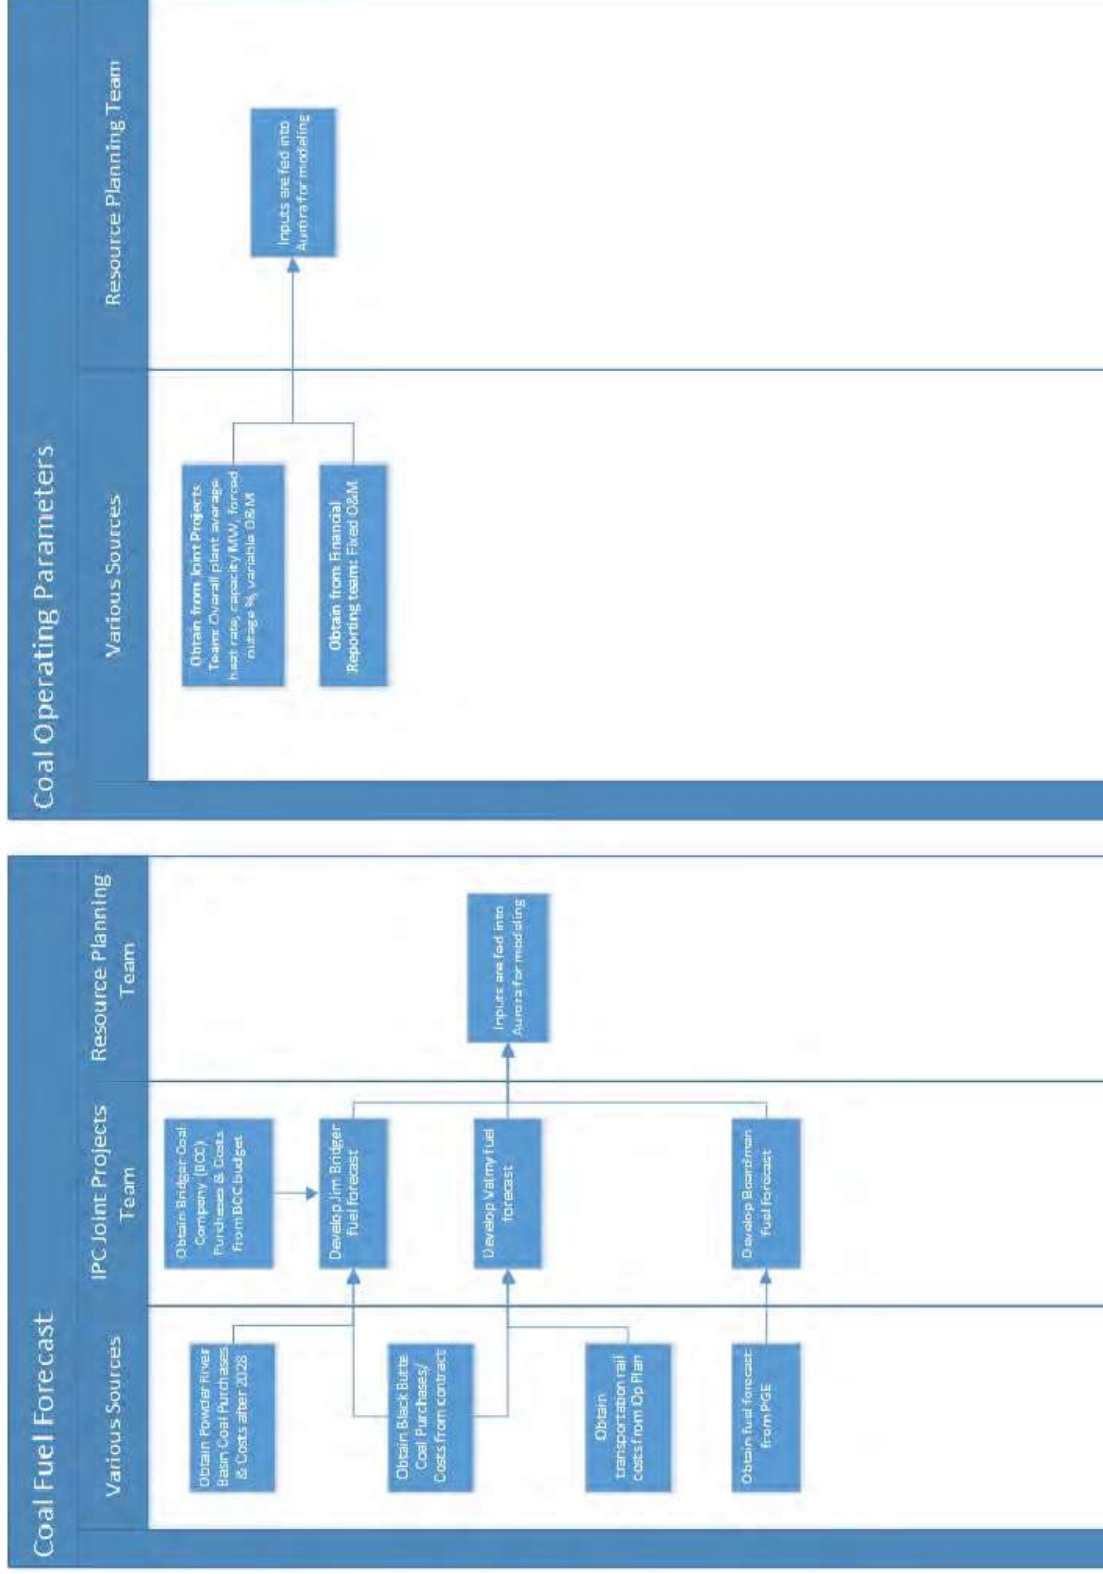 Coal Fuel Forecast
Various Sources
IPC Joint Projects
Team
Resource Planning
Team
Obtain Powder River
Basin Coal Purchases
& Costs after 2028
Obtain Black Butte
Coal Purchases/
Costs from contract
Obtain
transportation rail
costs from Op Plan
Obtain fuel forecast
from PGE
Obtain Bridger Coal
Company (BCC)
Purchases & Costs
from BCC budget
Develop Jim Bridger
fuel forecast
Develop Valmy fuel
forecast
Develop Boardman
fuel forecast
Inputs are fed into
Aurora for modeling
Coal Operating Parameters
Various Sources
Resource Planning Team
Obtain from Joint Projects
Team: Overall plant average
heat rate, capacity MW, forced
outage %, variable O&M
Obtain from Financial
Reporting team: Fixed O&M
Inputs are fed into
Aurora for modeling